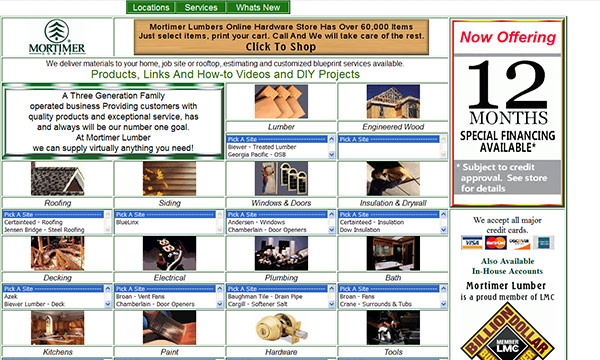 Locations Services Whats New
MORTIMER
LUMBER
Mortimer Lumbers Online Hardware Store Has Over 60,000 Items
Just select items, print your cart. Call And We will take care of the rest.
Click To Shop
We deliver materials to your home, job site or rooftop, estimating and customized blueprint services available.
Products, Links And How-to Videos and DIY Projects
A Three Generation Family
operated business Providing customers with
quality products and exceptional service, has
and always will be our number one goal.
At Mortimer Lumber
we can supply virtually anything you need!
Lumber
Engineered Wood
Pick A Site
Biewer - Treated Lumber
Georgia Pacific - OSB
Pick A Site
Roofing
Siding
Windows & Doors
Insulation & Drywall
Pick A Site
Certainteed - Roofing
Jensen Bridge - Steel Roofing
Pick A Site
BlueLinx
Pick A Site
Andersen - Windows
Chamberlain - Door Openers
Pick A Site
Certainteed - Insulation
Dow Insulation
Decking
Electrical
Plumbing
Bath
Pick A Site
Azek
Biewer Lumber - Deck
Pick A Site
Broan - Vent Fans
Chamberlain - Door Openers
Pick A Site
Baughman Tile - Drain Pipe
Cargill - Softener Salt
Pick A Site
Broan - Fans
Crane - Surrounds & Tubs
Kitchens
Paint
Hardware
Tools
Now Offering
12
MONTHS
SPECIAL FINANCING
AVAILABLE*
* Subject to credit
approval. See store
for details
We accept all major
credit cards.
VISA MasterCard DISCOVER
Also Available
In-House Accounts
Mortimer Lumber
is a proud member of LMC
BILLION DOLLAR
MEMBER
LMC